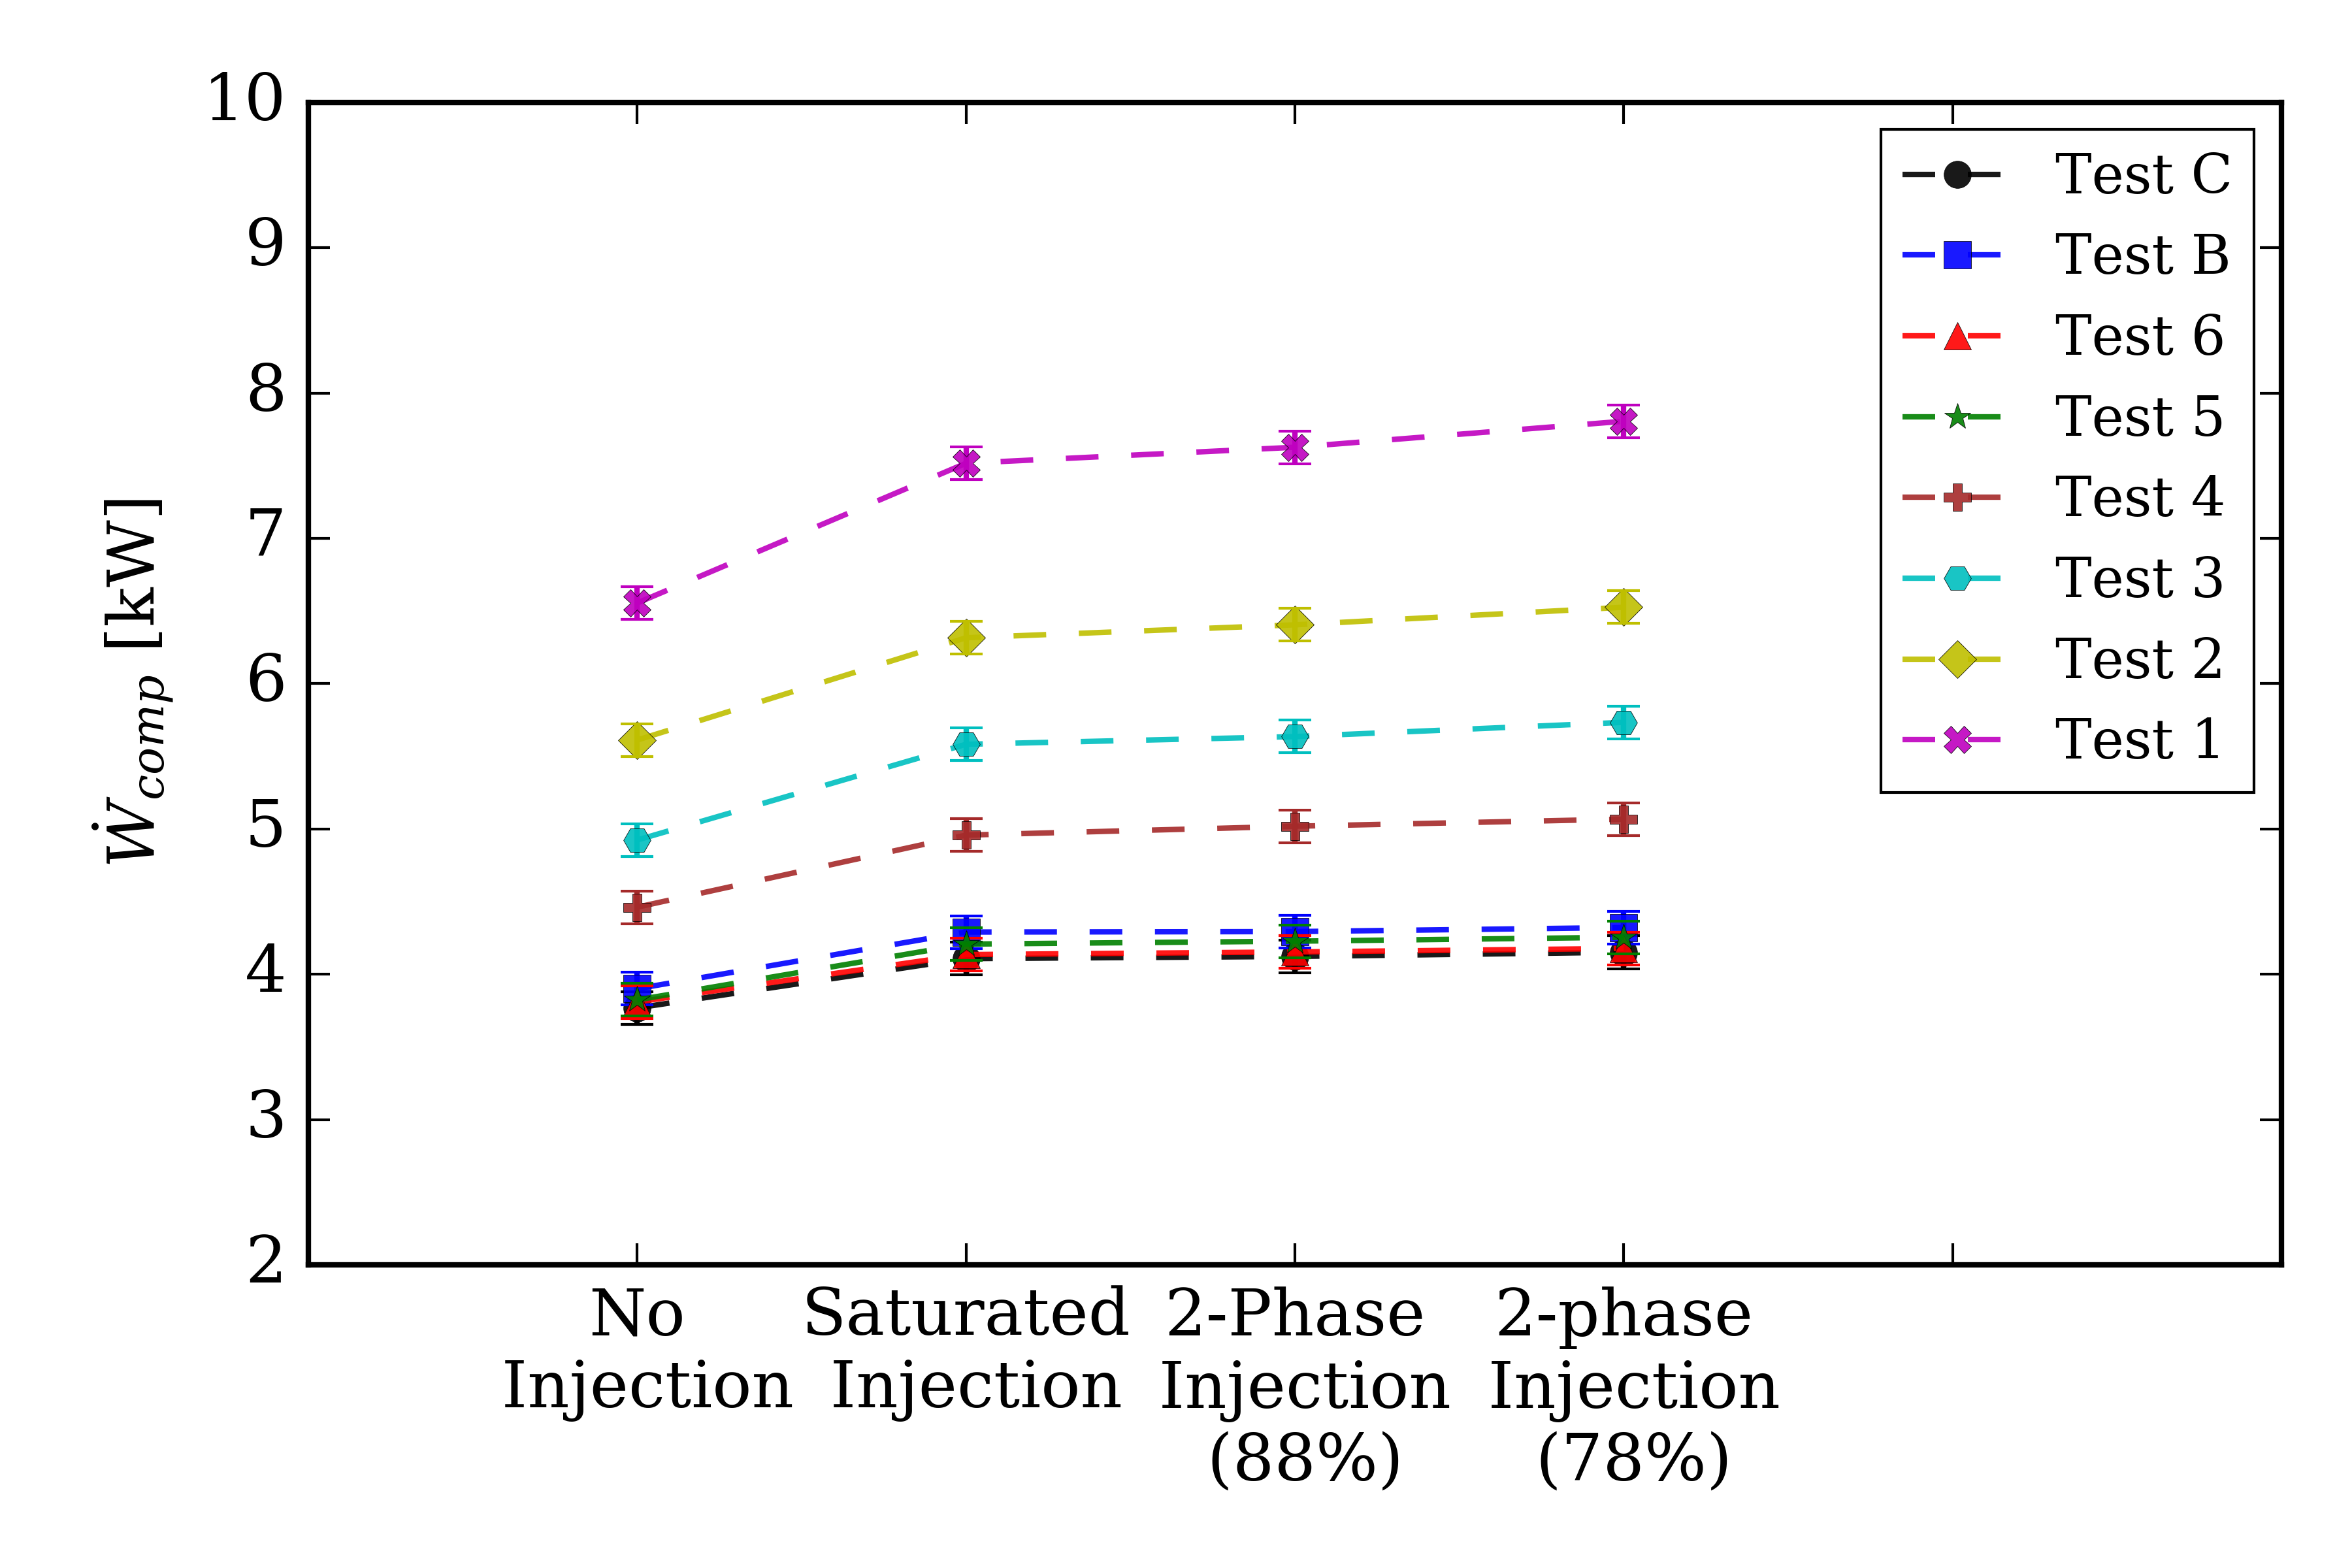 10
9
8
7
6
5
4
3
2
Ẇcomp [kW]
Test C
Test B
Test 6
Test 5
Test 4
Test 3
Test 2
Test 1
No
Injection
Saturated
Injection
2-Phase
Injection
(88%)
2-phase
Injection
(78%)